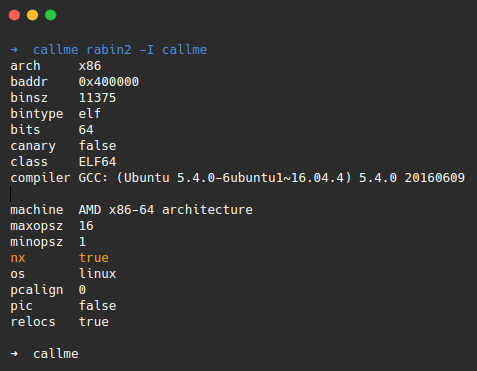 ➜  callme rabin2 -I callme
arch     x86
baddr    0x400000
binsz    11375
bintype  elf
bits     64
canary   false
class    ELF64
compiler GCC: (Ubuntu 5.4.0-6ubuntu1~16.04.4) 5.4.0 20160609
machine  AMD x86-64 architecture
maxopsz  16
minopsz  1
nx       true
os       linux
pcalign  0
pic      false
relocs   true
➜  callme